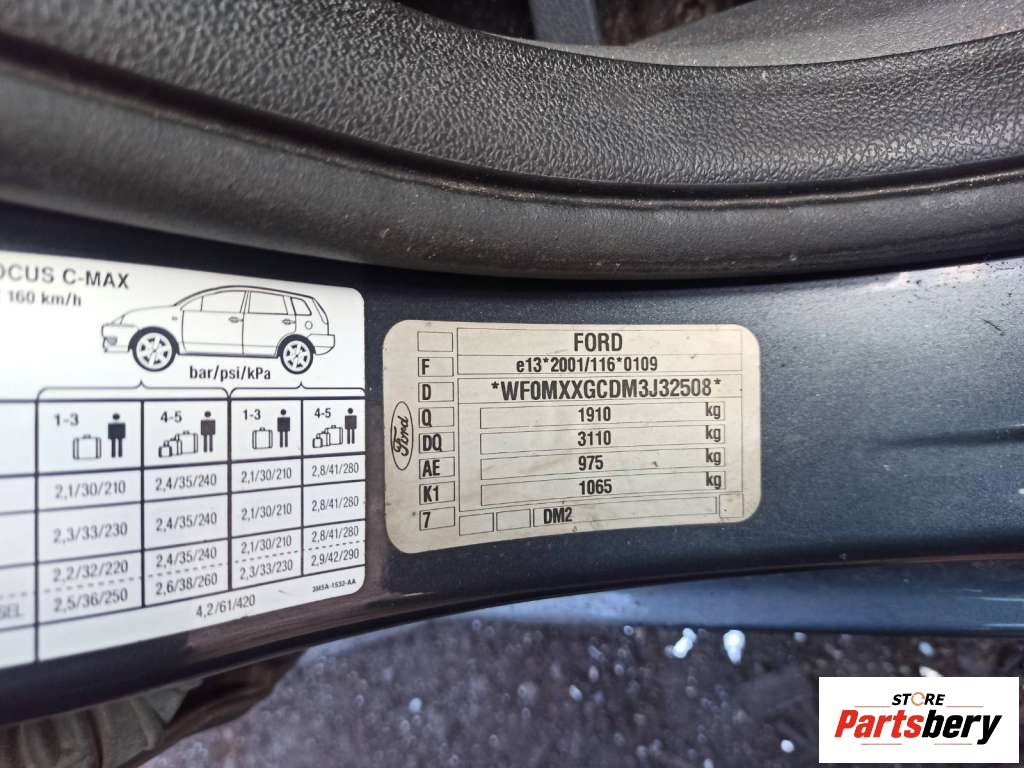 OCUS C-MAX
160 km/h
bar/psi/kPa
1-3 4-5 1-3 4-5
2,1/30/210 2,4/35/240 2,1/30/210 2,8/41/280
2,3/33/230 2,4/35/240 2,1/30/210 2,8/41/280
2,2/32/220 2,4/35/240 2,1/30/210 2,8/41/280
SEL 2,5/36/250 2,6/38/260 2,3/33/230 2,9/42/290
4,2/61/420
3M5A-1532-AA
Ford
FORD
F e13*2001/116*0109
D *WF0MXXGCDM3J32508*
Q 1910 kg
DQ 3110 kg
AE 975 kg
K1 1065 kg
7 DM2
STORE
Partsbery